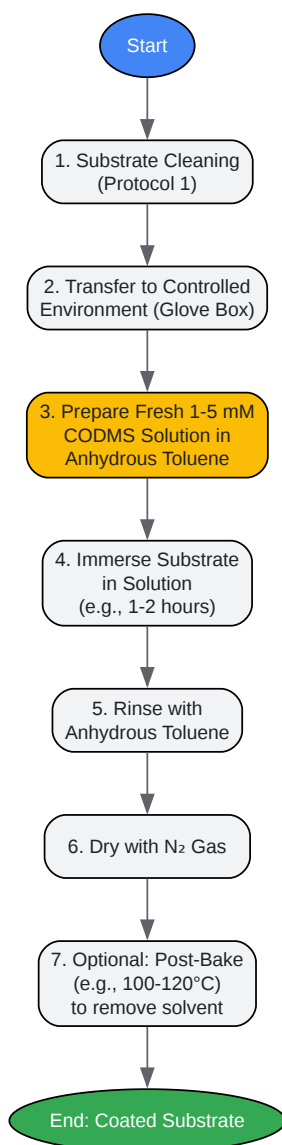 Start
1. Substrate Cleaning
(Protocol 1)
2. Transfer to Controlled
Environment (Glove Box)
3. Prepare Fresh 1-5 mM
CODMS Solution in
Anhydrous Toluene
4. Immerse Substrate
in Solution
(e.g., 1-2 hours)
5. Rinse with
Anhydrous Toluene
6. Dry with N₂ Gas
7. Optional: Post-Bake
(e.g., 100-120°C)
to remove solvent
End: Coated Substrate